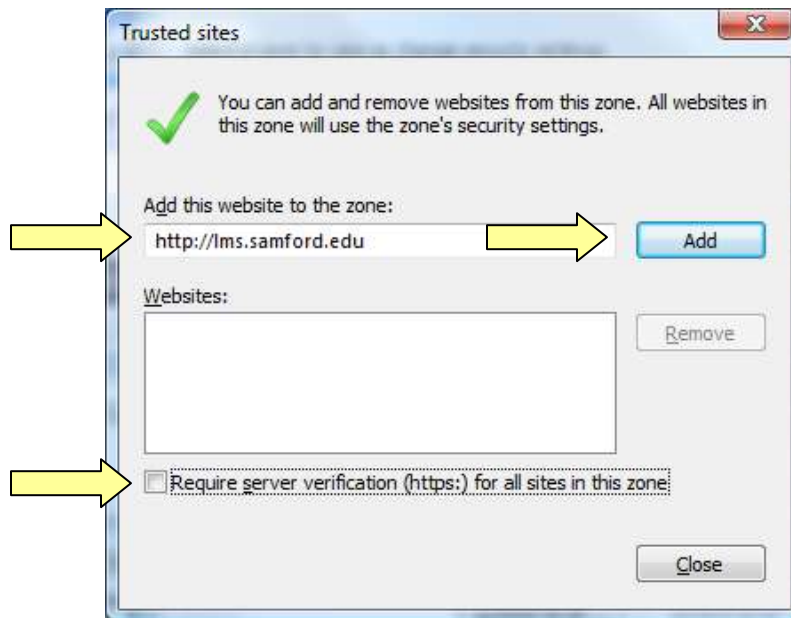 Trusted sites
You can add and remove websites from this zone. All websites in
this zone will use the zone's security settings.
Add this website to the zone:
http://lms.samford.edu
Add
Websites:
Remove
Require server verification (https:) for all sites in this zone
Close